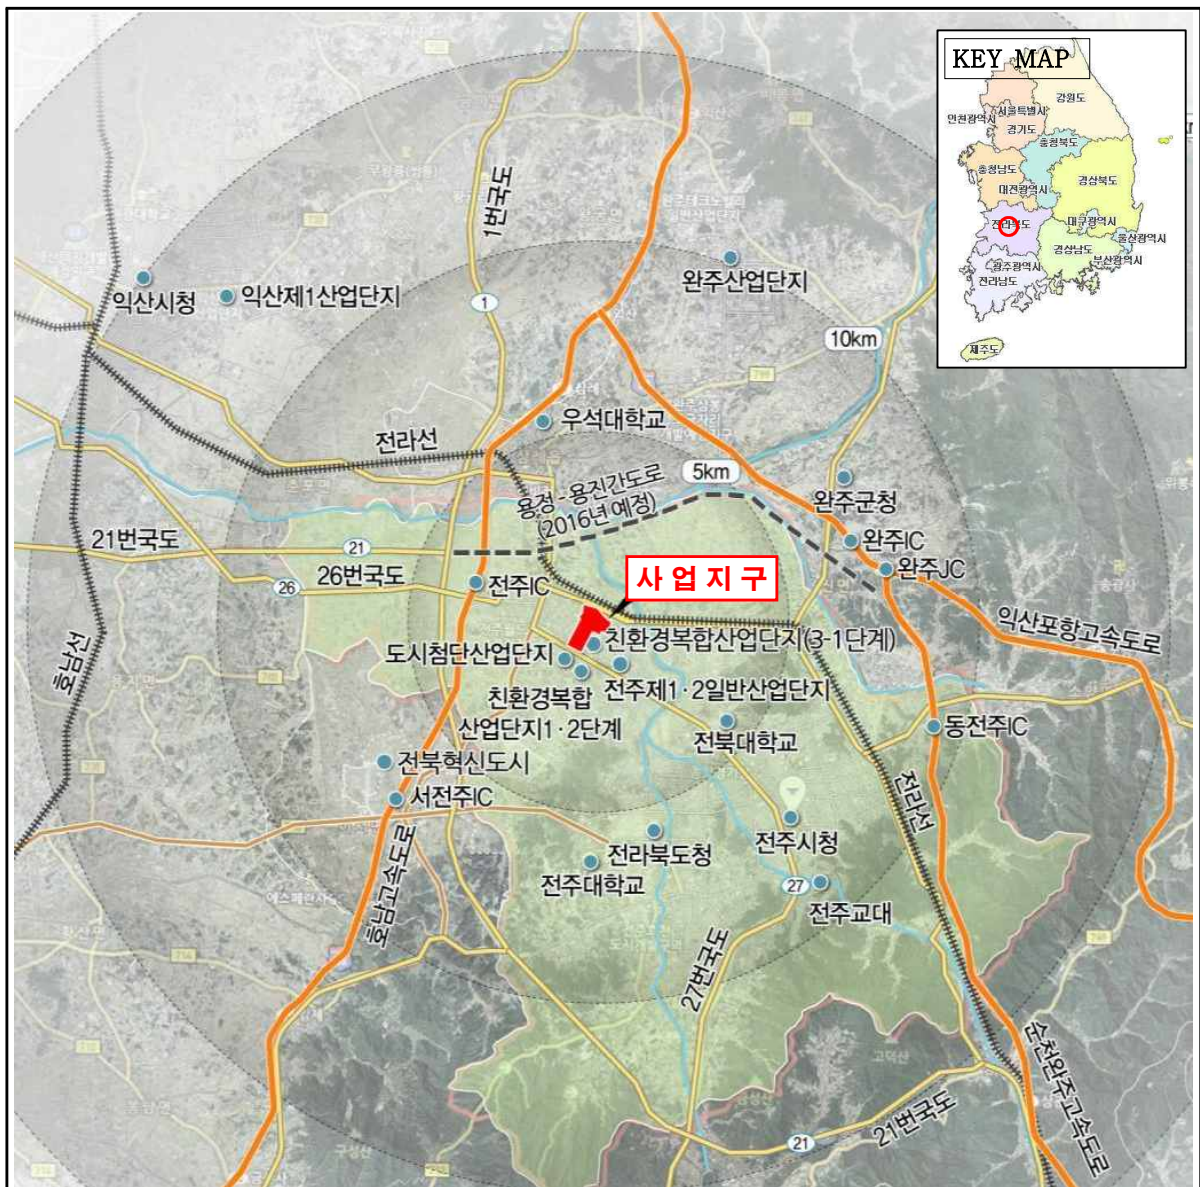 KEY MAP
강원도
서울특별시
인천광역시
경기도
충청북도
충청남도
대전광역시
경상북도
전라북도
대구광역시
울산광역시
경상남도
부산광역시
광주광역시
전라남도
제주도
1번국도
1
완주산업단지
익산시청
익산제1산업단지
10km
799
우석대학교
전라선
5km
용정-용진간도로
(2016년 예정)
완주군청
21번국도
21
완주IC
26번국도
26
전주IC
완주JC
사업지구
익산포항고속도로
친환경복합산업단지(3-1단계)
도시첨단산업단지
호남선
전주제1·2일반산업단지
친환경복합
산업단지1·2단계
전북대학교
동전주IC
전북혁신도시
서전주IC
전라선
전주시청
전라북도청
전주대학교
27
전주교대
호남고속도로
27번국도
고덕산
순천완주고속도로
21번국도
21